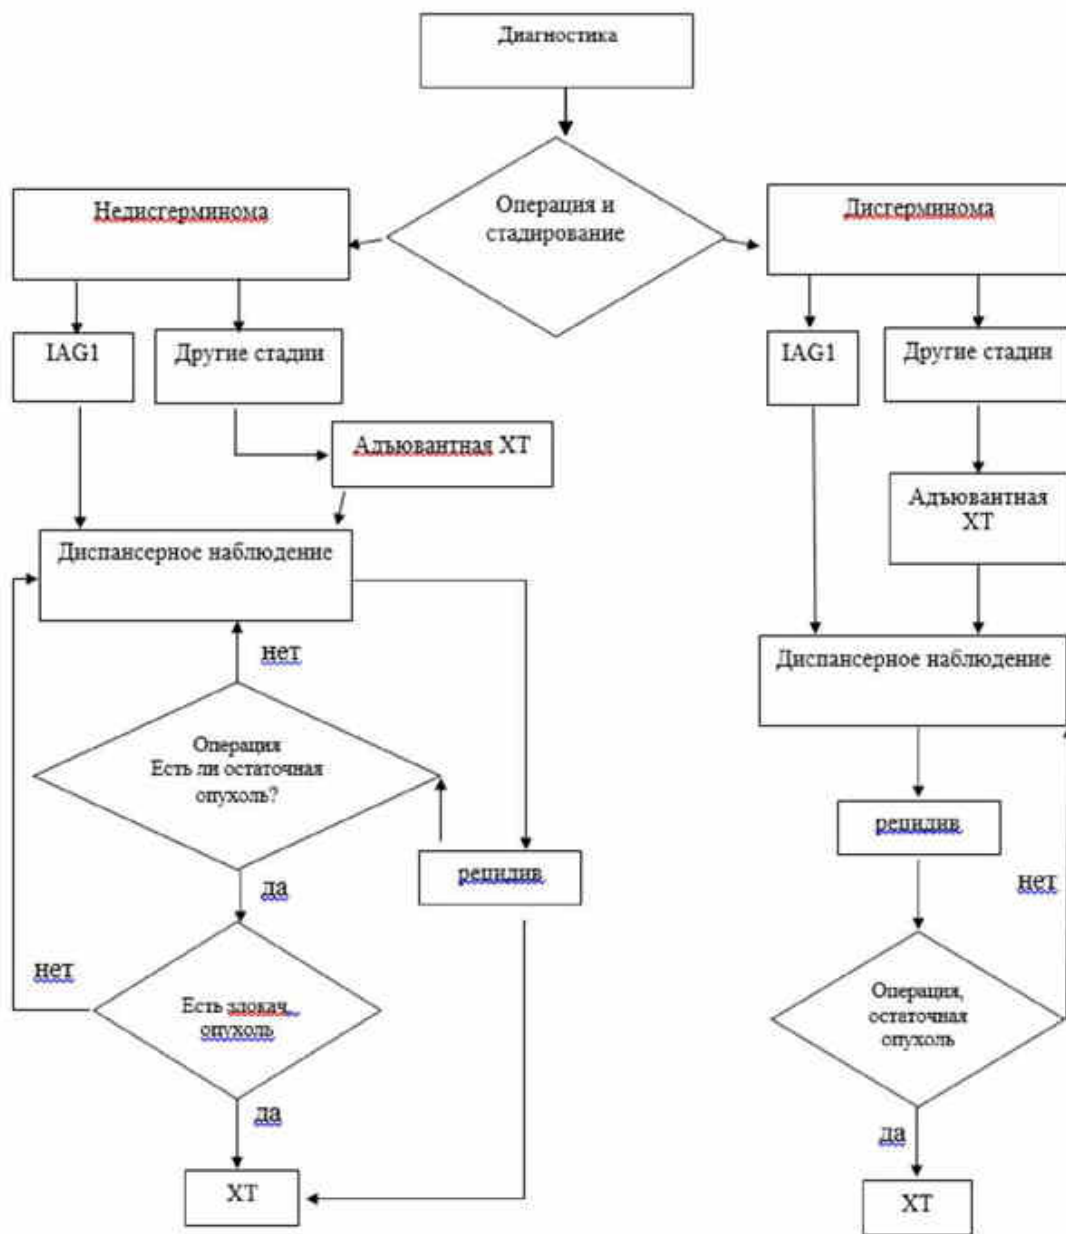 Диагностика
Операция и
стадирование
Недисгерминома
Дисгерминома
IAG1
Другие стадии
IAG1
Другие стадии
Адъювантная ХТ
Адъювантная
ХТ
Диспансерное наблюдение
нет
Диспансерное наблюдение
Операция
Есть ли остаточная
опухоль?
рецидив
рецидив
да
нет
нет
Есть злокач.
опухоль
Операция,
остаточная
опухоль
да
да
ХТ
ХТ